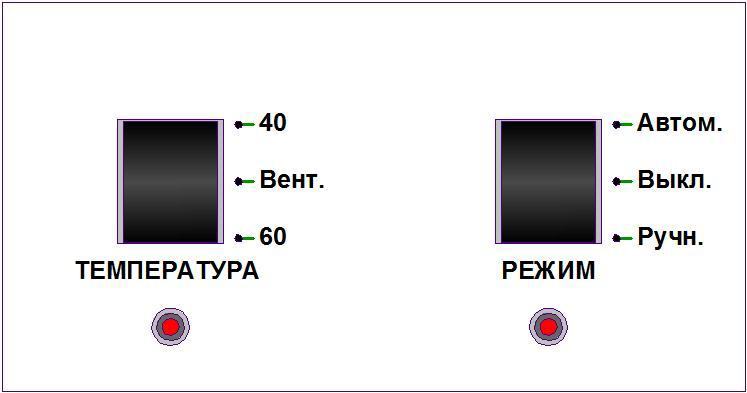 40
Вент.
60
ТЕМПЕРАТУРА
Автом.
Выкл.
Ручн.
РЕЖИМ